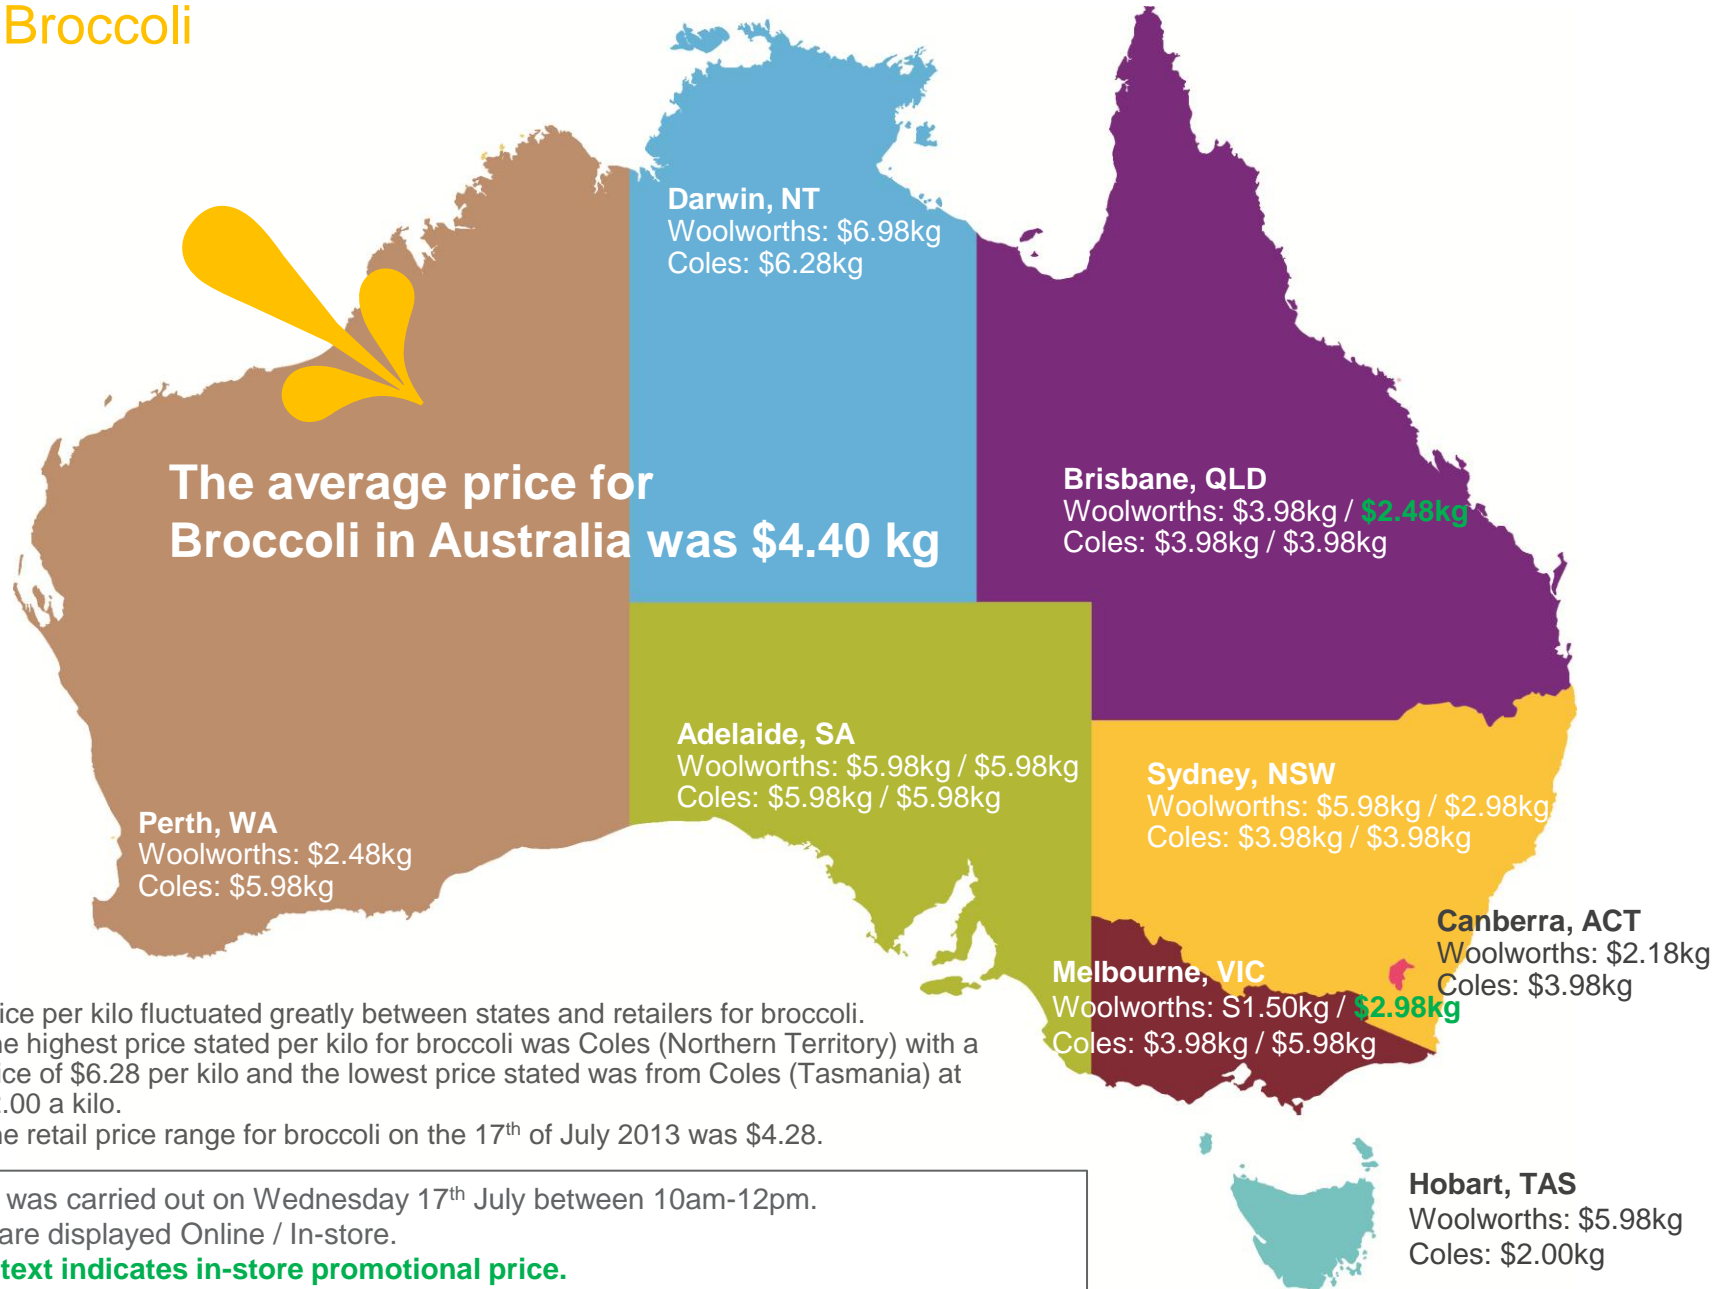 Broccoli
Darwin, NT
Woolworths: $6.98kg
Coles: $6.28kg
The average price for
Broccoli in Australia was $4.40 kg
Brisbane, QLD
Woolworths: $3.98kg / $2.48kg
Coles: $3.98kg / $3.98kg
Adelaide, SA
Woolworths: $5.98kg / $5.98kg
Coles: $5.98kg / $5.98kg
Sydney, NSW
Woolworths: $5.98kg / $2.98kg
Coles: $3.98kg / $3.98kg
Perth, WA
Woolworths: $2.48kg
Coles: $5.98kg
Canberra, ACT
Woolworths: $2.18kg
Coles: $3.98kg
Melbourne, VIC
Woolworths: S1.50kg / $2.98kg
Coles: $3.98kg / $5.98kg
ice per kilo fluctuated greatly between states and retailers for broccoli.
he highest price stated per kilo for broccoli was Coles (Northern Territory) with a
ice of $6.28 per kilo and the lowest price stated was from Coles (Tasmania) at
.00 a kilo.
he retail price range for broccoli on the 17th of July 2013 was $4.28.
was carried out on Wednesday 17th July between 10am-12pm.
are displayed Online / In-store.
text indicates in-store promotional price.
Hobart, TAS
Woolworths: $5.98kg
Coles: $2.00kg